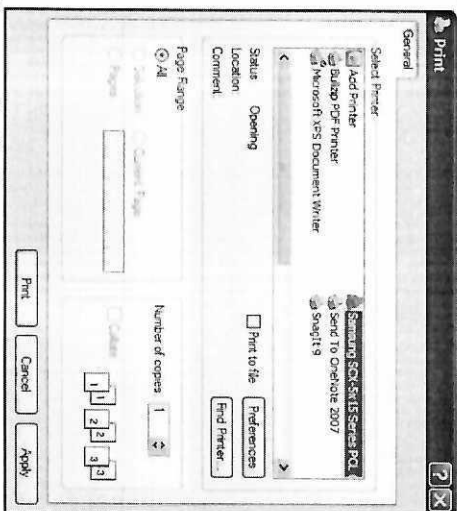 Print
General
Select Printer
Add Printer
Bullzip PDF Printer
Microsoft XPS Document Writer
Samsung SCX-5x15 Series PCL
Send To OneNote 2007
SnagIt 9
Status: Opening
Location:
Comment:
Print to file
Preferences
Find Printer...
Page Range
All
Selection
Current Page
Pages:
Number of copies: 1
Collate
1 1 2 2 3 3
Print
Cancel
Apply